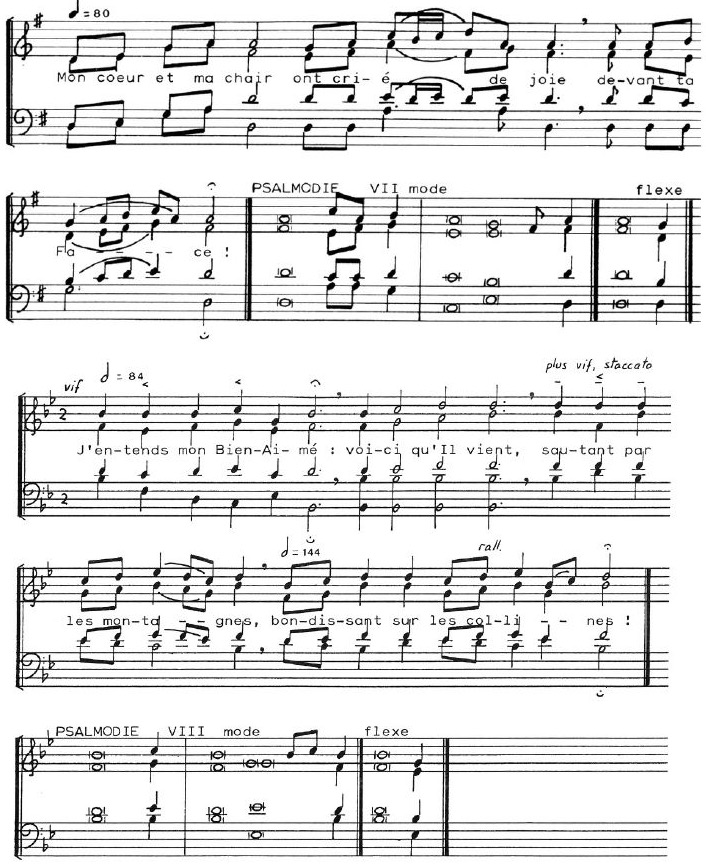 ♩ = 80
Mon coeur et ma chair ont cri- é de joie de-vant ta
PSALMODIE VII mode flexe
Fa - - - - ce !
vif 𝅗𝅥 = 84 plus vif, staccato
2
J'en-tends mon Bien-Ai- mé : voi-ci qu'Il vient, sau-tant par
2
𝅗𝅥 = 144 rall.
les mon-ta - - gnes, bon-dis-sant sur les col-li - - nes !
PSALMODIE VIII mode flexe